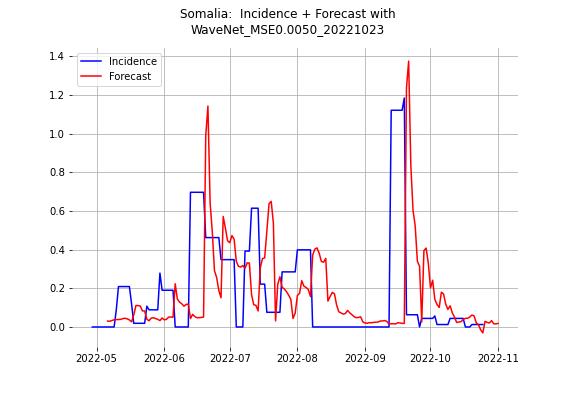 Somalia:  Incidence + Forecast with
WaveNet_MSE0.0050_20221023
Incidence
Forecast
1.4
1.2
1.0
0.8
0.6
0.4
0.2
0.0
2022-05 2022-06 2022-07 2022-08 2022-09 2022-10 2022-11